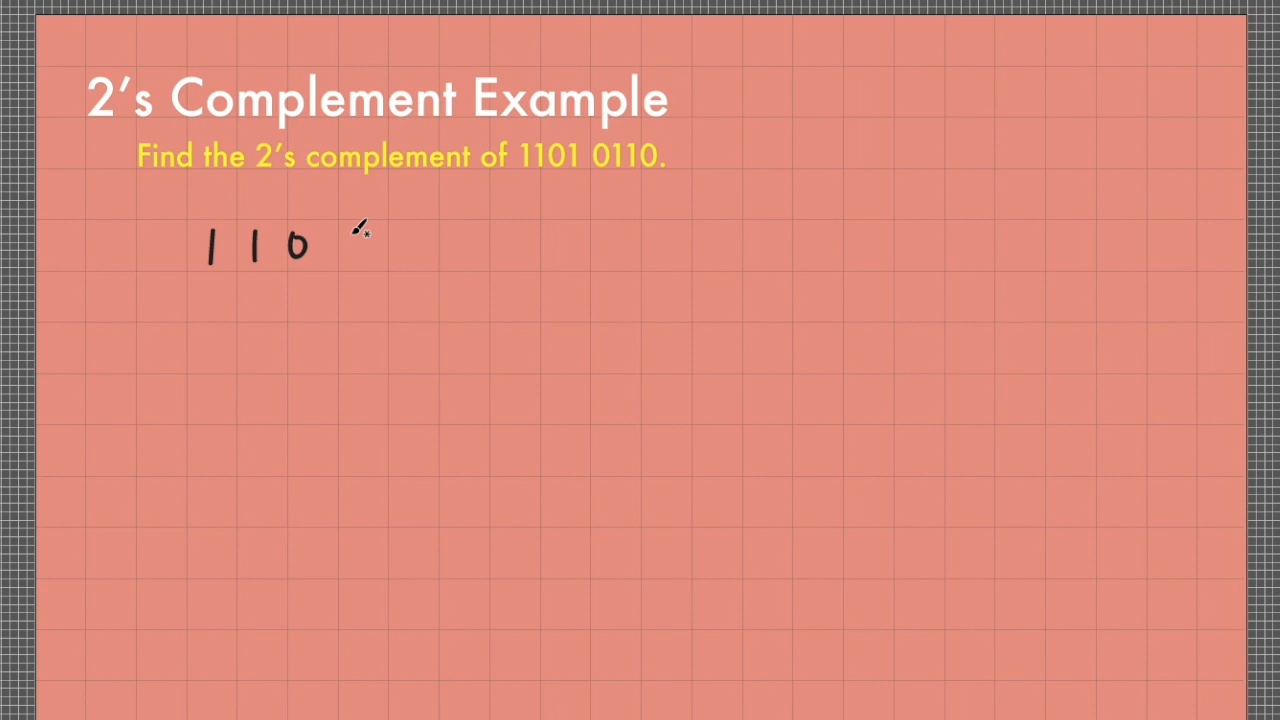 2’s Complement Example
Find the 2’s complement of 1101 0110.
1 1 0